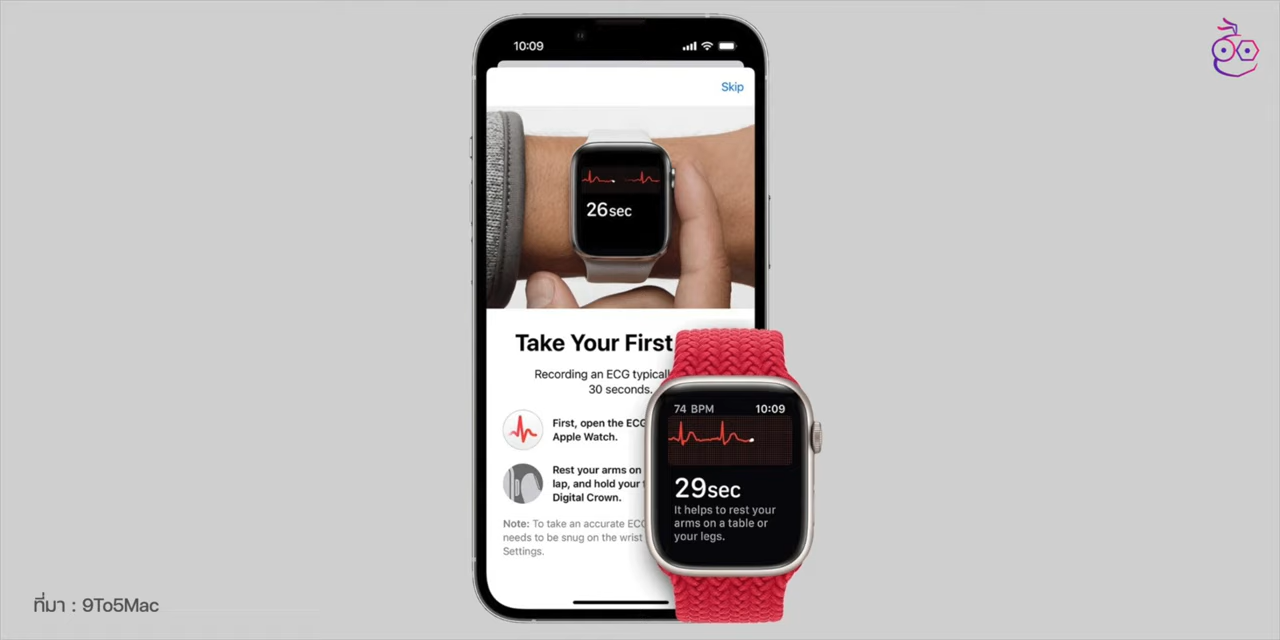 10:09
Skip
26sec
Take Your First
Recording an ECG typically
30 seconds.
First, open the ECG
Apple Watch.
Rest your arms on
lap, and hold your
Digital Crown.
Note: To take an accurate ECG
needs to be snug on the wrist
Settings.
74 BPM 10:09
29sec
It helps to rest your
arms on a table or
your legs.
ที่มา : 9To5Mac